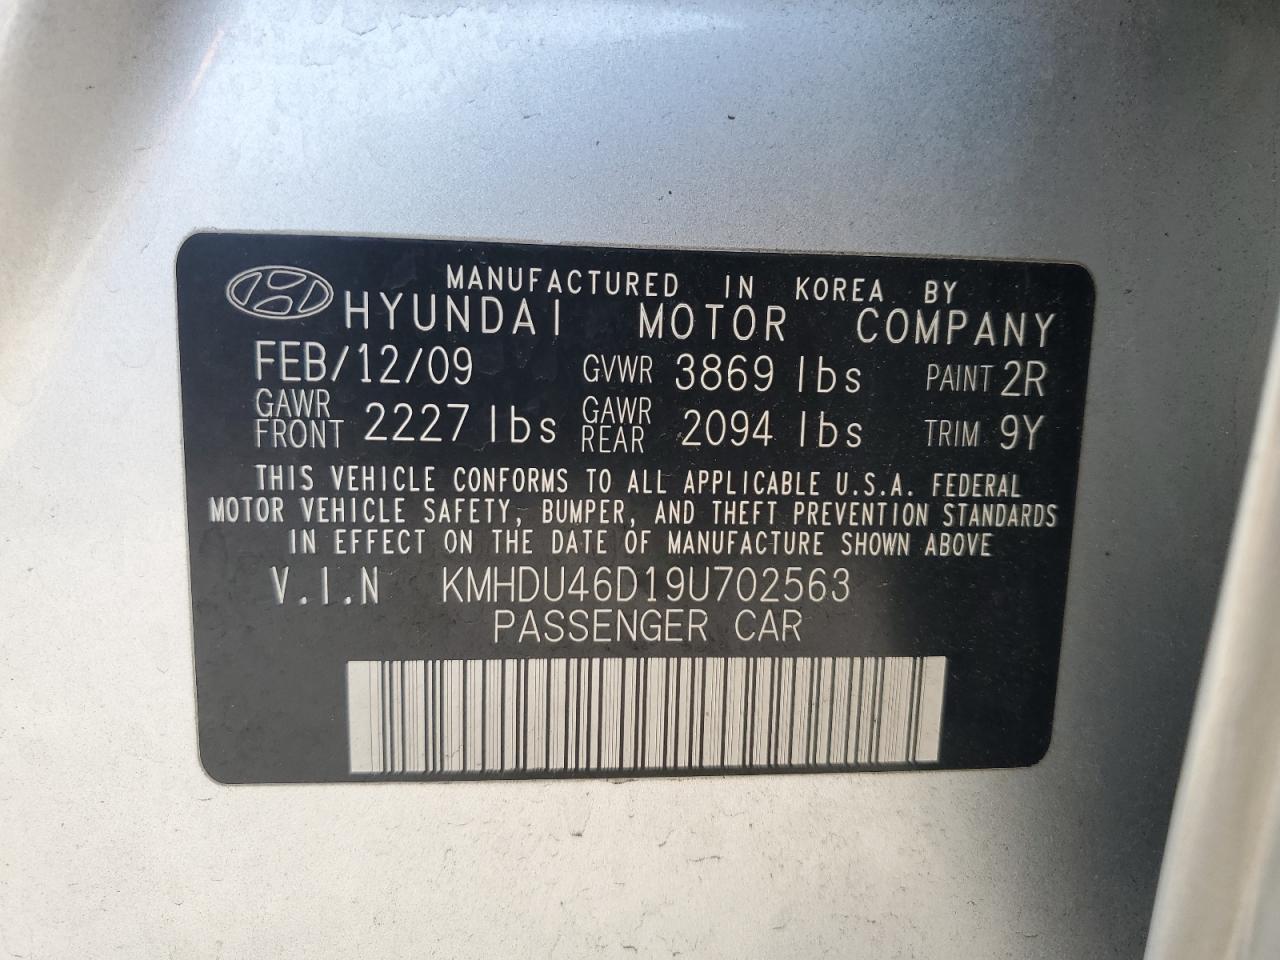 MANUFACTURED IN KOREA BY
HYUNDAI MOTOR COMPANY
FEB/12/09 GVWR 3869 lbs PAINT 2R
GAWR FRONT 2227 lbs GAWR REAR 2094 lbs TRIM 9Y
THIS VEHICLE CONFORMS TO ALL APPLICABLE U.S.A. FEDERAL
MOTOR VEHICLE SAFETY, BUMPER, AND THEFT PREVENTION STANDARDS
IN EFFECT ON THE DATE OF MANUFACTURE SHOWN ABOVE
V.I.N KMHDU46D19U702563
PASSENGER CAR